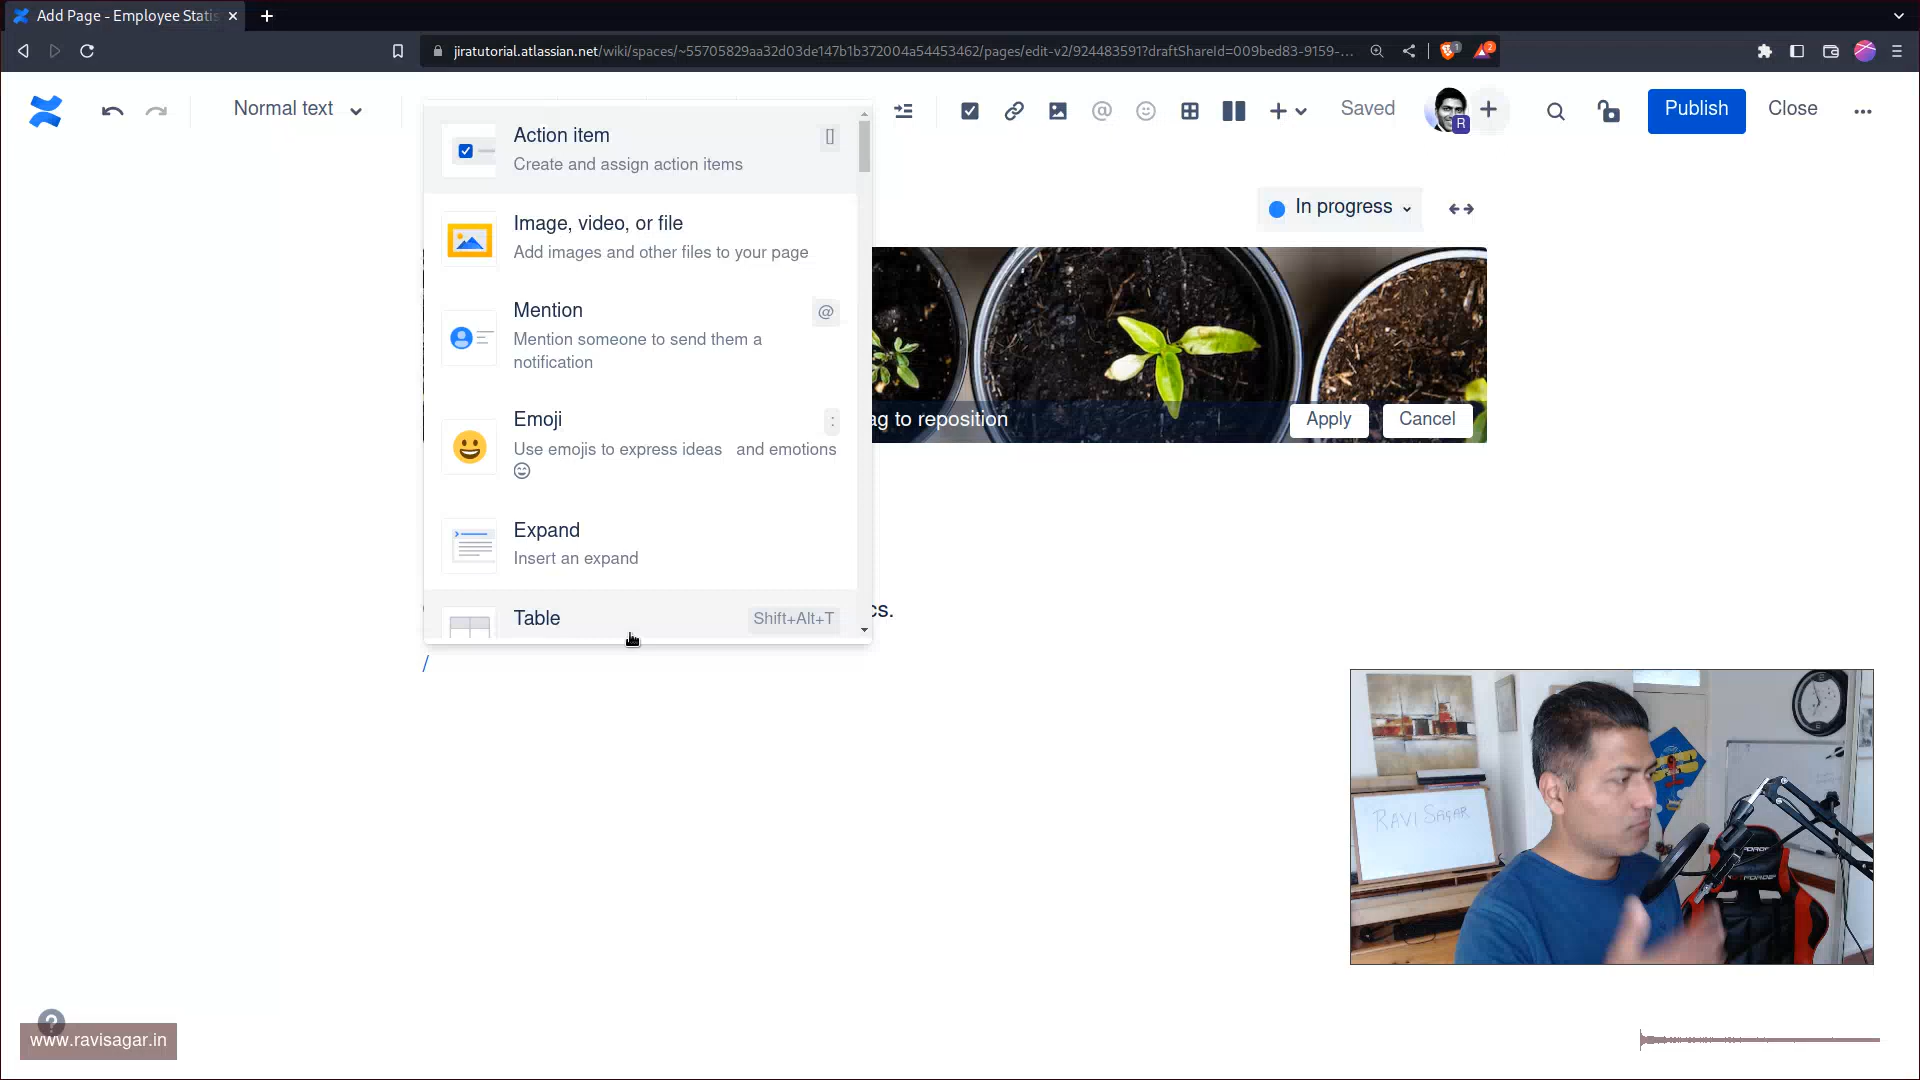 Add Page - Employee Statis
jiratutorial.atlassian.net/wiki/spaces/~55705829aa32d03de147b1b372004a54453462/pages/edit-v2/924483591?draftShareId=009bed83-9159-...
1
2
Normal text
Saved
R
Publish
Close
In progress
Action item
[]
Create and assign action items
Image, video, or file
Add images and other files to your page
Mention
@
Mention someone to send them a
notification
Emoji
:
Use emojis to express ideas and emotions
Expand
Insert an expand
Table
Shift+Alt+T
ag to reposition
Apply
Cancel
cs.
/
RAVI SAGAR
?
www.ravisagar.in